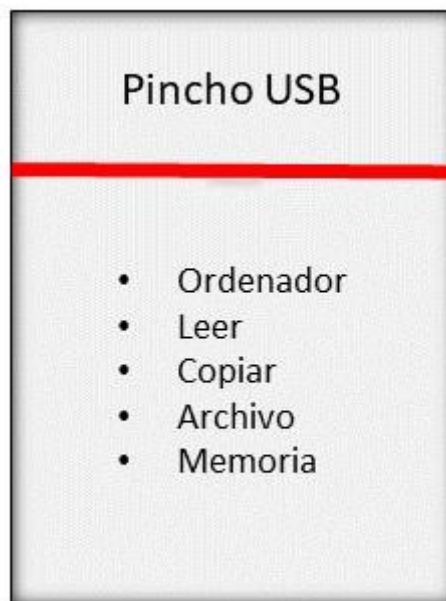 Pincho USB
• Ordenador
• Leer
• Copiar
• Archivo
• Memoria